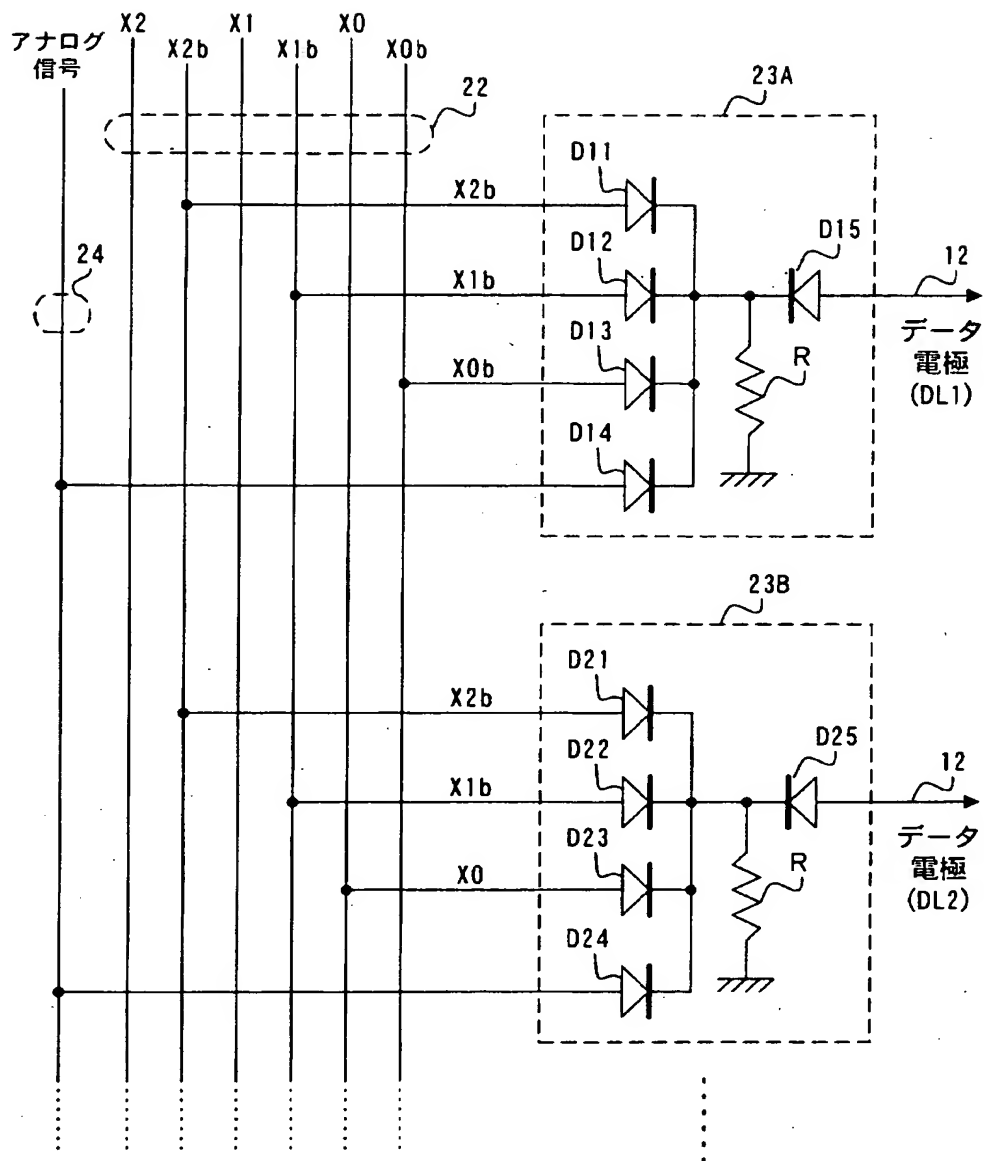 アナログ
信号
X2
X2b
X1
X1b
X0
X0b
22
24
23A
D11
X2b
D12
X1b
D13
X0b
D14
D15
R
12
データ
電極
(DL1)
23B
D21
X2b
D22
X1b
D23
X0
D24
D25
R
12
データ
電極
(DL2)